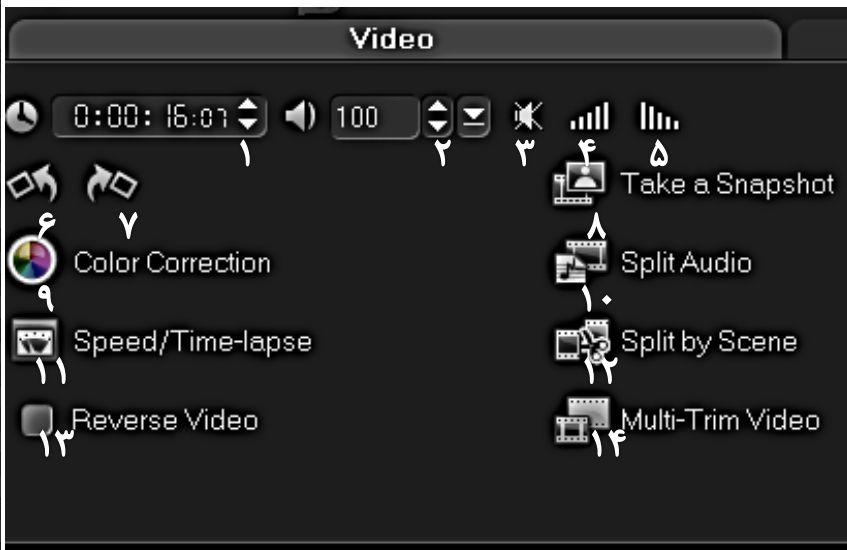 Video
0:00:16:07 100
۱ ۲ ۳ ۴ ۵
Take a Snapshot
۶ ۷ ۸
Color Correction Split Audio
۹ ۱۰
Speed/Time-lapse Split by Scene
۱۱ ۱۲
Reverse Video Multi-Trim Video
۱۳ ۱۴